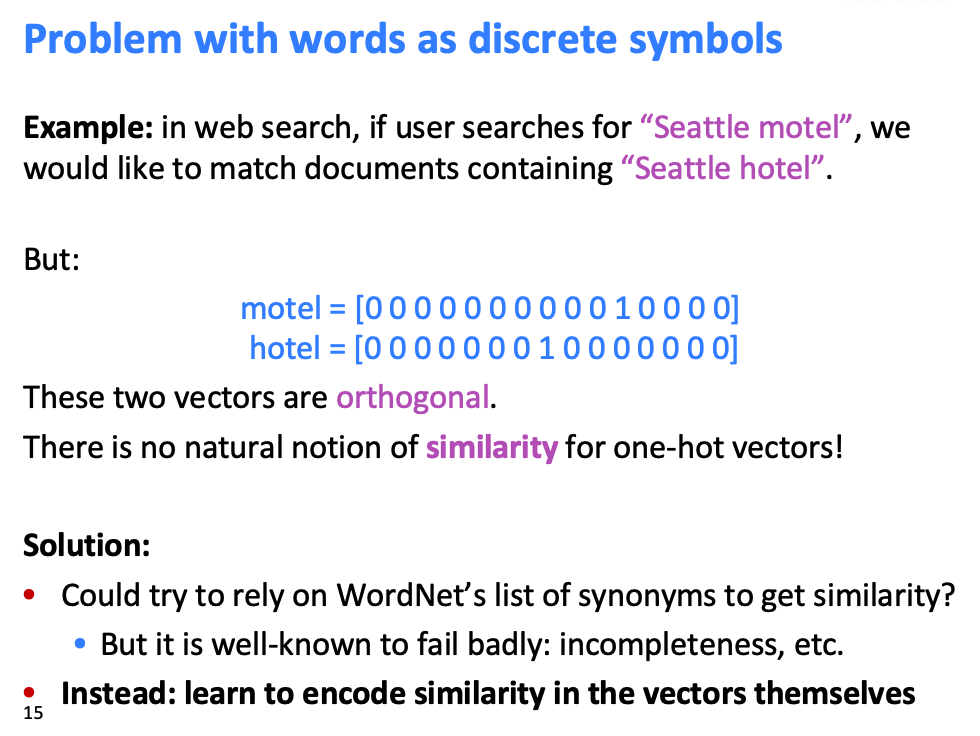 Problem with words as discrete symbols
Example: in web search, if user searches for “Seattle motel”, we
would like to match documents containing “Seattle hotel”.
But:
motel = [0 0 0 0 0 0 0 0 0 0 1 0 0 0 0]
hotel = [0 0 0 0 0 0 0 1 0 0 0 0 0 0 0]
These two vectors are orthogonal.
There is no natural notion of similarity for one-hot vectors!
Solution:
• Could try to rely on WordNet’s list of synonyms to get similarity?
• But it is well-known to fail badly: incompleteness, etc.
• Instead: learn to encode similarity in the vectors themselves
15